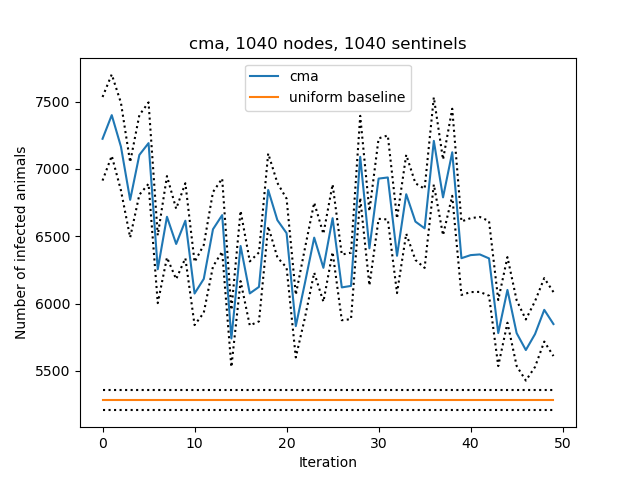 cma, 1040 nodes, 1040 sentinels
cma
uniform baseline
Number of infected animals
7500
7000
6500
6000
5500
0 10 20 30 40 50
Iteration